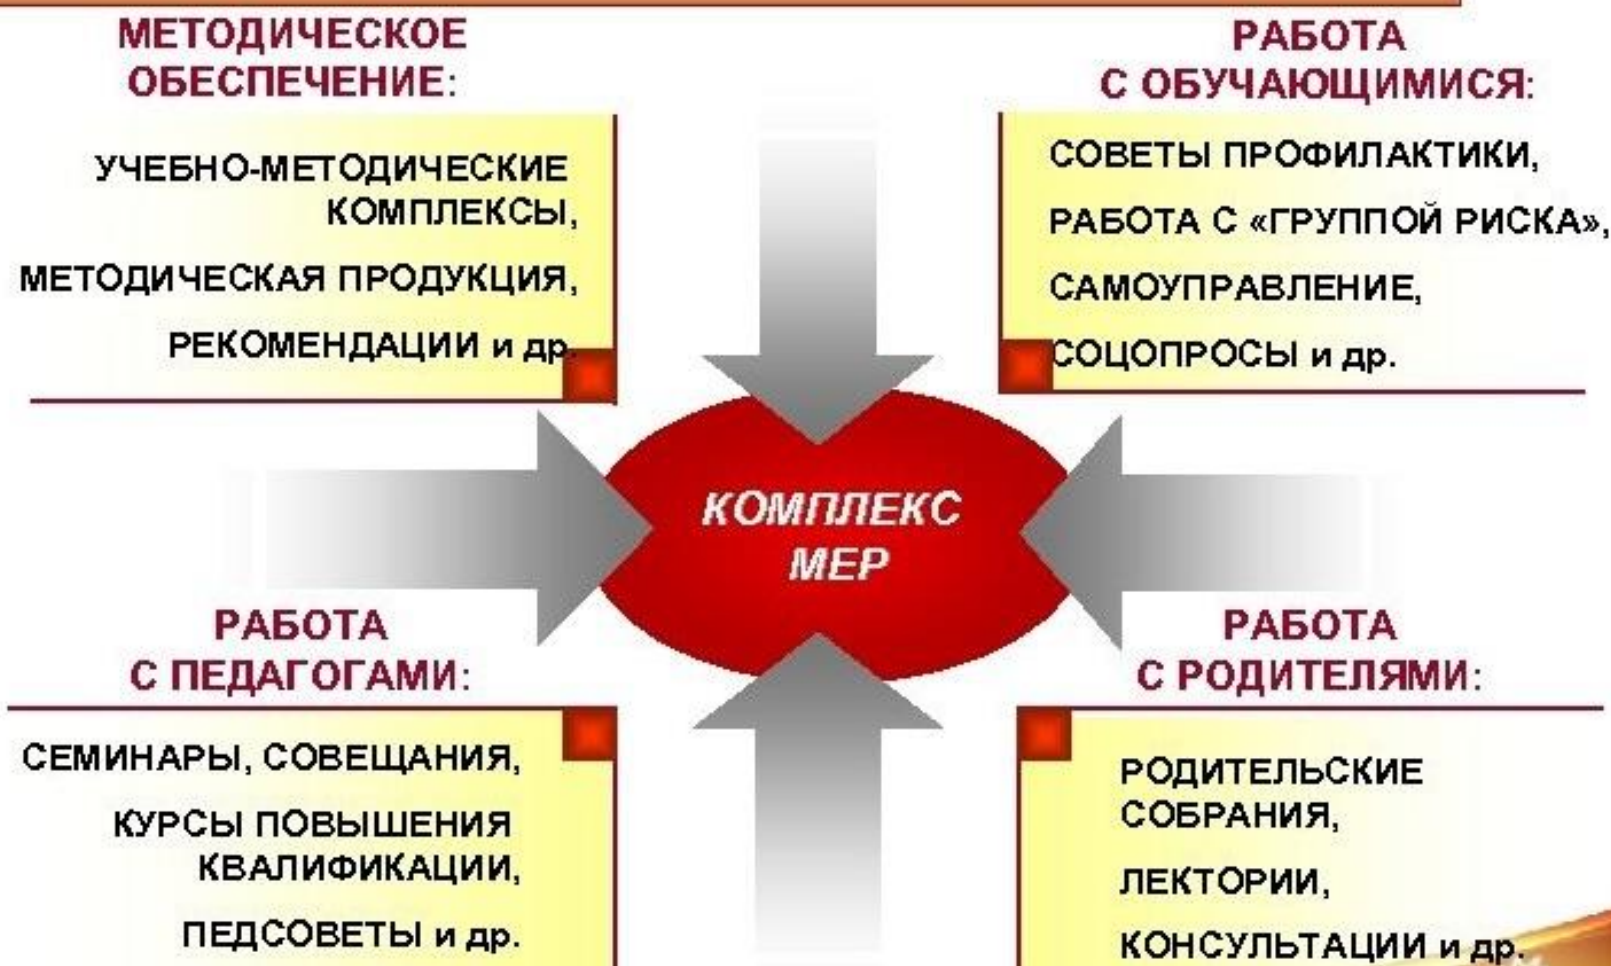 МЕТОДИЧЕСКОЕ
ОБЕСПЕЧЕНИЕ:
УЧЕБНО-МЕТОДИЧЕСКИЕ
КОМПЛЕКСЫ,
МЕТОДИЧЕСКАЯ ПРОДУКЦИЯ,
РЕКОМЕНДАЦИИ и др.
РАБОТА
С ОБУЧАЮЩИМИСЯ:
СОВЕТЫ ПРОФИЛАКТИКИ,
РАБОТА С «ГРУППОЙ РИСКА»,
САМОУПРАВЛЕНИЕ,
СОЦОПРОСЫ и др.
КОМПЛЕКС
МЕР
РАБОТА
С ПЕДАГОГАМИ:
СЕМИНАРЫ, СОВЕЩАНИЯ,
КУРСЫ ПОВЫШЕНИЯ
КВАЛИФИКАЦИИ,
ПЕДСОВЕТЫ и др.
РАБОТА
С РОДИТЕЛЯМИ:
РОДИТЕЛЬСКИЕ
СОБРАНИЯ,
ЛЕКТОРИИ,
КОНСУЛЬТАЦИИ и др.